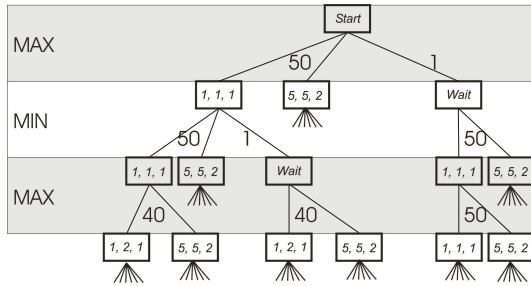 Start
MAX
50
1
1, 1, 1
5, 5, 2
Wait
MIN
50
1
50
1, 1, 1
5, 5, 2
Wait
1, 1, 1
5, 5, 2
MAX
40
40
50
1, 2, 1
5, 5, 2
1, 2, 1
5, 5, 2
1, 1, 1
5, 5, 2